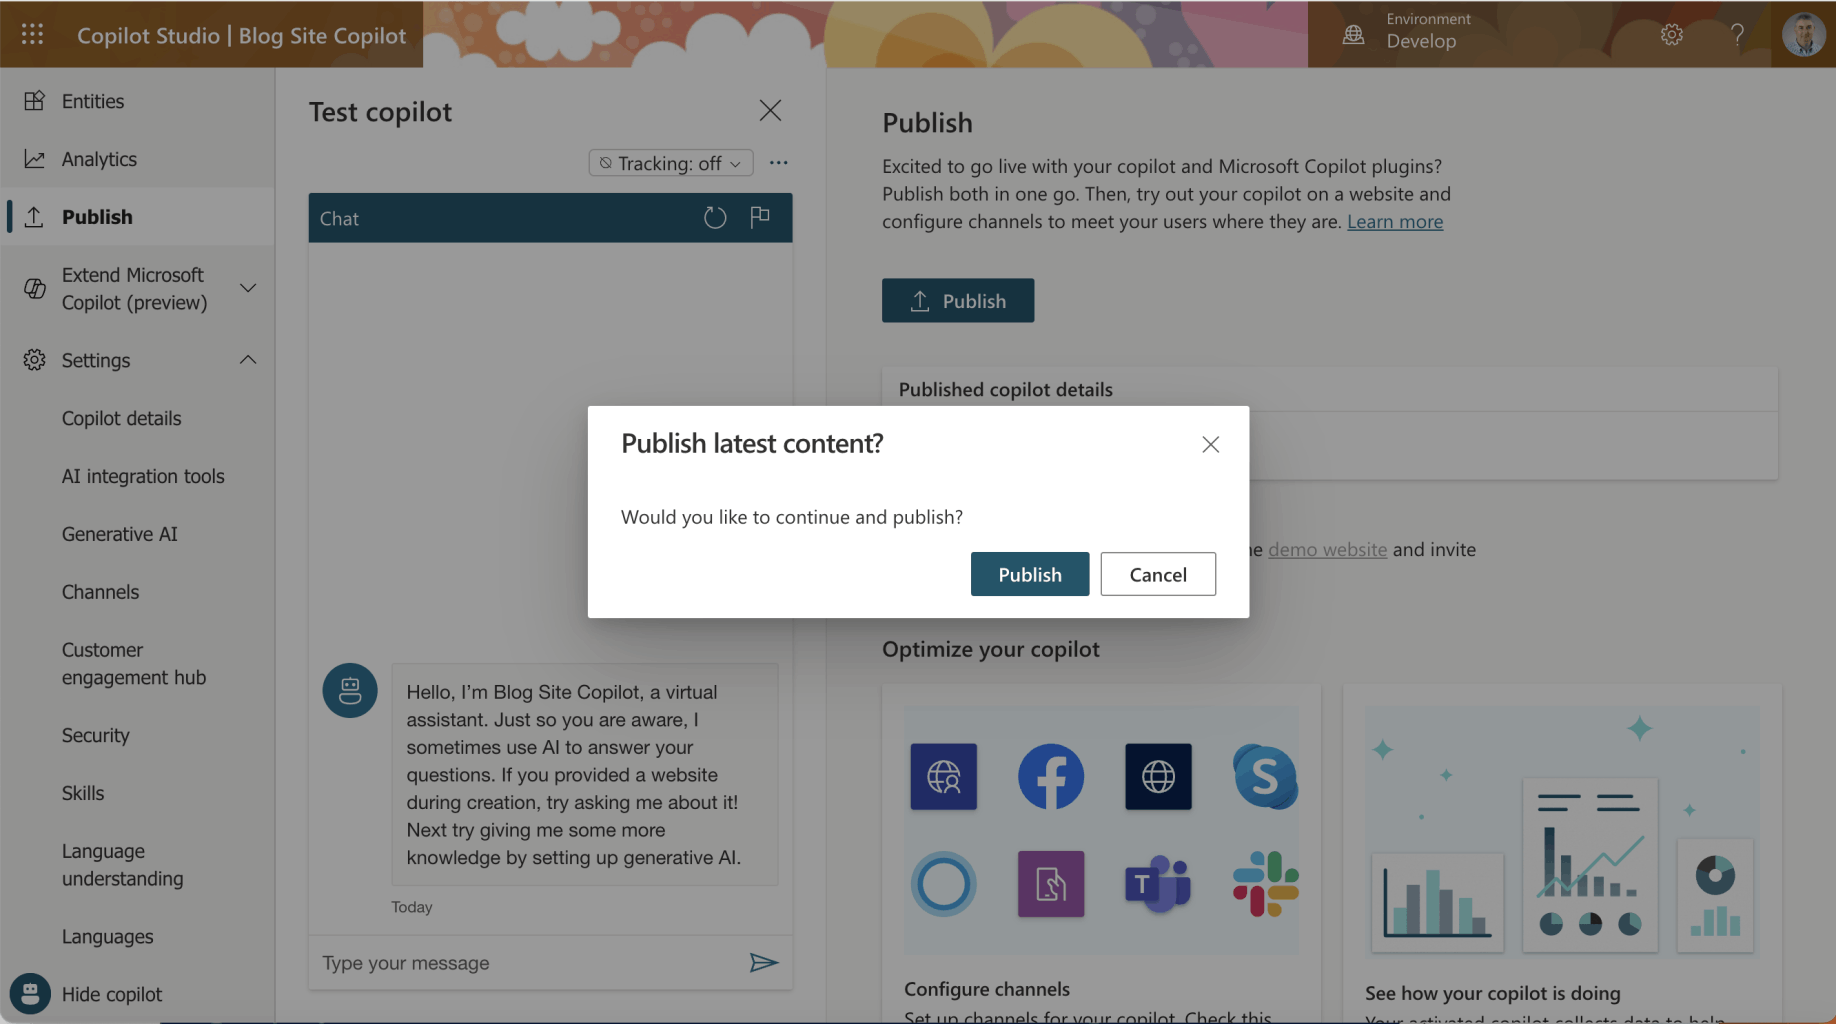 Copilot Studio | Blog Site Copilot
Environment
Develop
?
Entities
Analytics
Publish
Extend Microsoft
Copilot (preview)
Settings
Copilot details
AI integration tools
Generative AI
Channels
Customer
engagement hub
Security
Skills
Language
understanding
Languages
Hide copilot
Test copilot
Tracking: off
Chat
Hello, I'm Blog Site Copilot, a virtual
assistant. Just so you are aware, I
sometimes use AI to answer your
questions. If you provided a website
during creation, try asking me about it!
Next try giving me some more
knowledge by setting up generative AI.
Today
Type your message
Publish
Excited to go live with your copilot and Microsoft Copilot plugins?
Publish both in one go. Then, try out your copilot on a website and
configure channels to meet your users where they are. Learn more
Publish
Published copilot details
Publish latest content?
Would you like to continue and publish?
Publish
Cancel
demo website and invite
Optimize your copilot
S
T
Configure channels
Set up channels for your copilot. Check this
See how your copilot is doing
Your activated copilot collects data to help